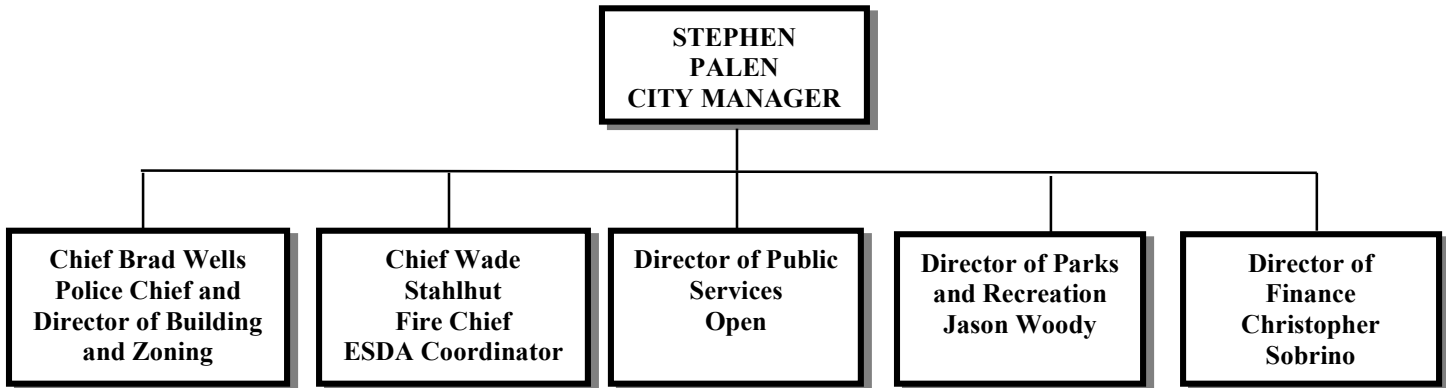 STEPHEN
PALEN
CITY MANAGER
Chief Brad Wells
Police Chief and
Director of Building
and Zoning
Chief Wade
Stahlhut
Fire Chief
ESDA Coordinator
Director of Public
Services
Open
Director of Parks
and Recreation
Jason Woody
Director of
Finance
Christopher
Sobrino